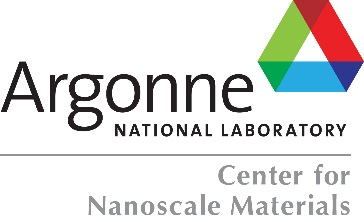 Argonne
NATIONAL LABORATORY
Center for
Nanoscale Materials